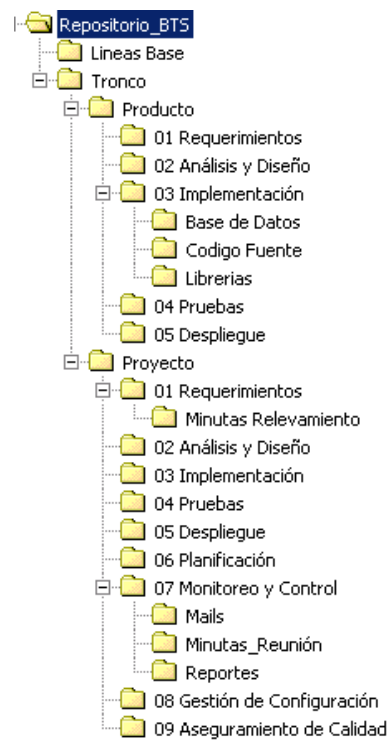 Repositorio_BTS
Lineas Base
Tronco
Producto
01 Requerimientos
02 Análisis y Diseño
03 Implementación
Base de Datos
Codigo Fuente
Librerias
04 Pruebas
05 Despliegue
Proyecto
01 Requerimientos
Minutas Relevamiento
02 Análisis y Diseño
03 Implementación
04 Pruebas
05 Despliegue
06 Planificación
07 Monitoreo y Control
Mails
Minutas_Reunión
Reportes
08 Gestión de Configuración
09 Aseguramiento de Calidad